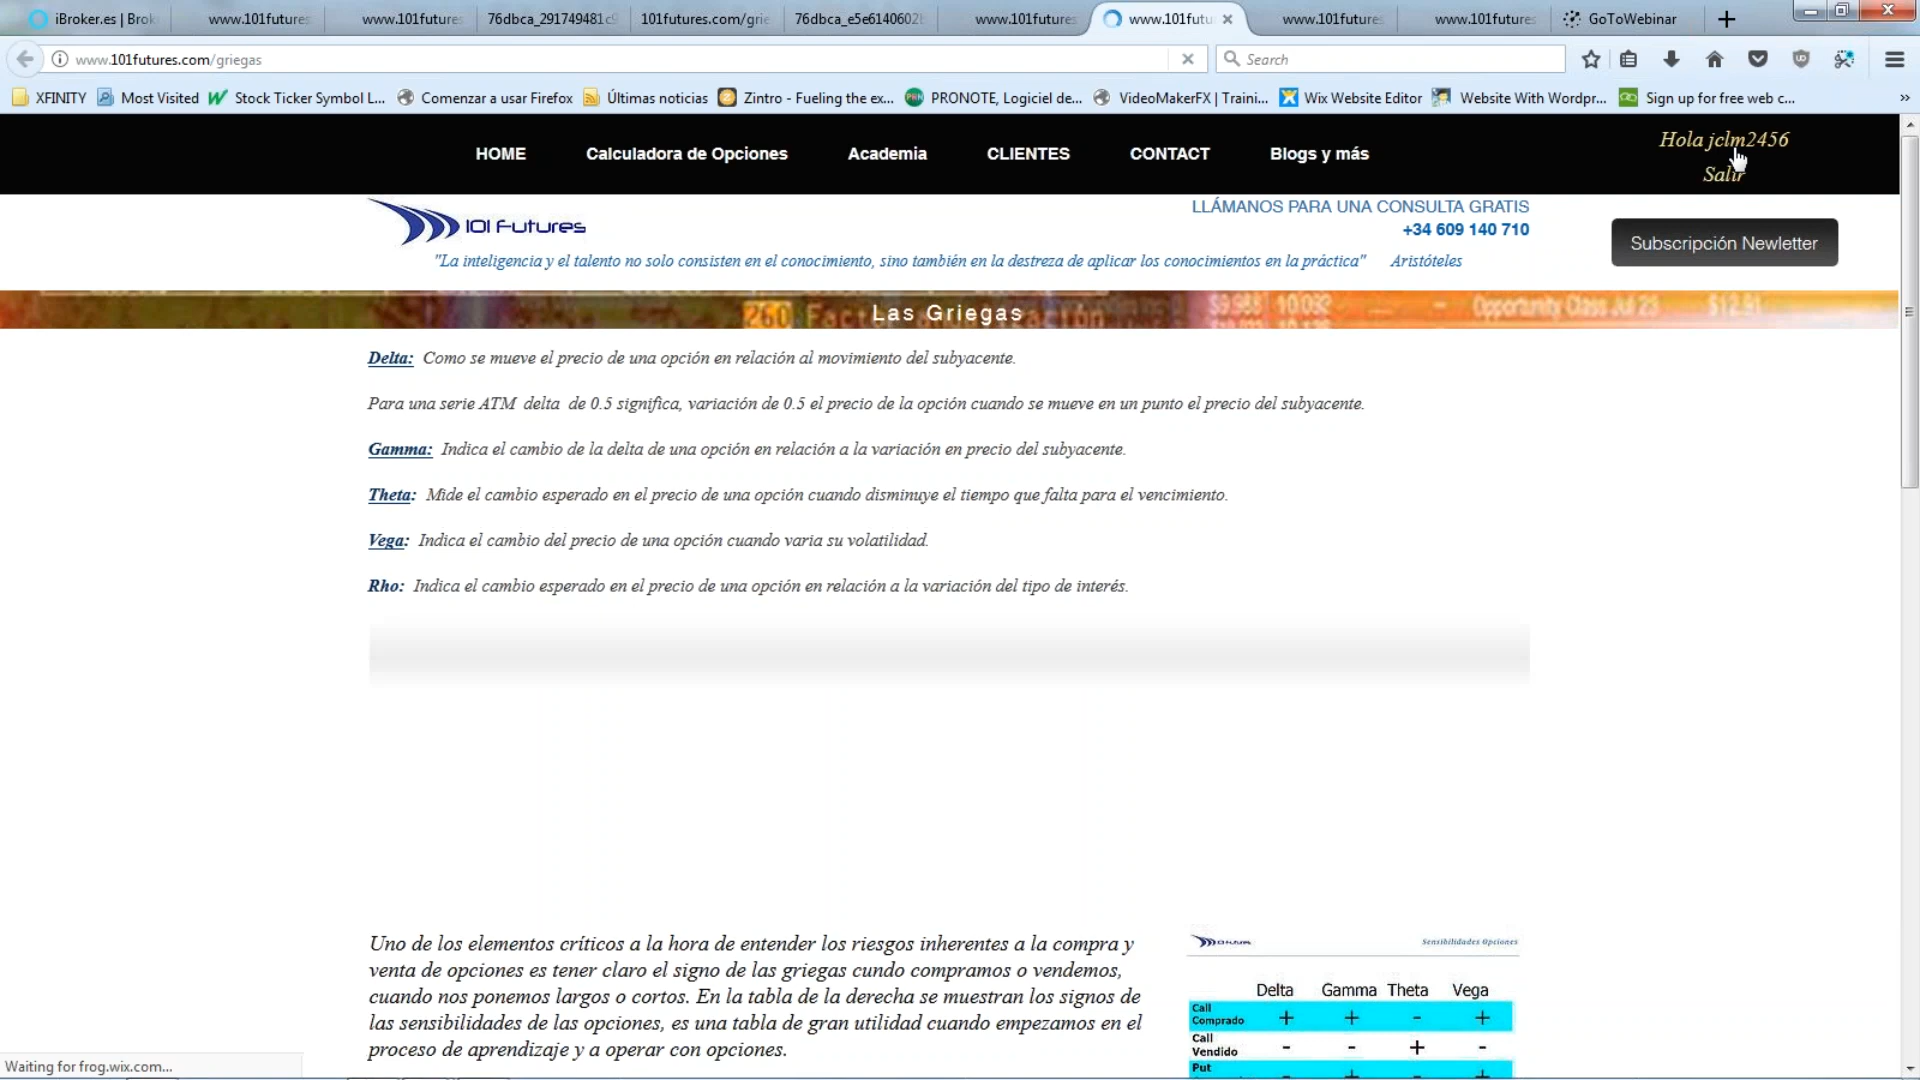 iBroker.es | Brok
www.101futures
www.101futures
76dbca_291749481c9
101futures.com/grie
76dbca_e5e6140602b
www.101futures
www.101futu
www.101futures
www.101futures
GoToWebinar
www.101futures.com/griegas
Search
XFINITY
Most Visited
Stock Ticker Symbol L...
Comenzar a usar Firefox
Últimas noticias
Zintro - Fueling the ex...
PRONOTE, Logiciel de...
VideoMakerFX | Traini...
Wix Website Editor
Website With Wordpr...
Sign up for free web c...
HOME
Calculadora de Opciones
Academia
CLIENTES
CONTACT
Blogs y más
Hola jclm2456
Salir
101 Futures
LLÁMANOS PARA UNA CONSULTA GRATIS
+34 609 140 710
Subscripción Newletter
"La inteligencia y el talento no solo consisten en el conocimiento, sino también en la destreza de aplicar los conocimientos en la práctica" Aristóteles
Las Griegas
260
$9.988 10.092
Opportunity Class Jul 23
$12.91
Delta: Como se mueve el precio de una opción en relación al movimiento del subyacente.
Para una serie ATM delta de 0.5 significa, variación de 0.5 el precio de la opción cuando se mueve en un punto el precio del subyacente.
Gamma: Indica el cambio de la delta de una opción en relación a la variación en precio del subyacente.
Theta: Mide el cambio esperado en el precio de una opción cuando disminuye el tiempo que falta para el vencimiento.
Vega: Indica el cambio del precio de una opción cuando varia su volatilidad.
Rho: Indica el cambio esperado en el precio de una opción en relación a la variación del tipo de interés.
Uno de los elementos críticos a la hora de entender los riesgos inherentes a la compra y
venta de opciones es tener claro el signo de las griegas cundo compramos o vendemos,
cuando nos ponemos largos o cortos. En la tabla de la derecha se muestran los signos de
las sensibilidades de las opciones, es una tabla de gran utilidad cuando empezamos en el
proceso de aprendizaje y a operar con opciones.
Sensibilidades Opciones
Delta Gamma Theta Vega
Call
Comprado + + - +
Call
Vendido - - + -
Put
- + - +
Waiting for frog.wix.com...